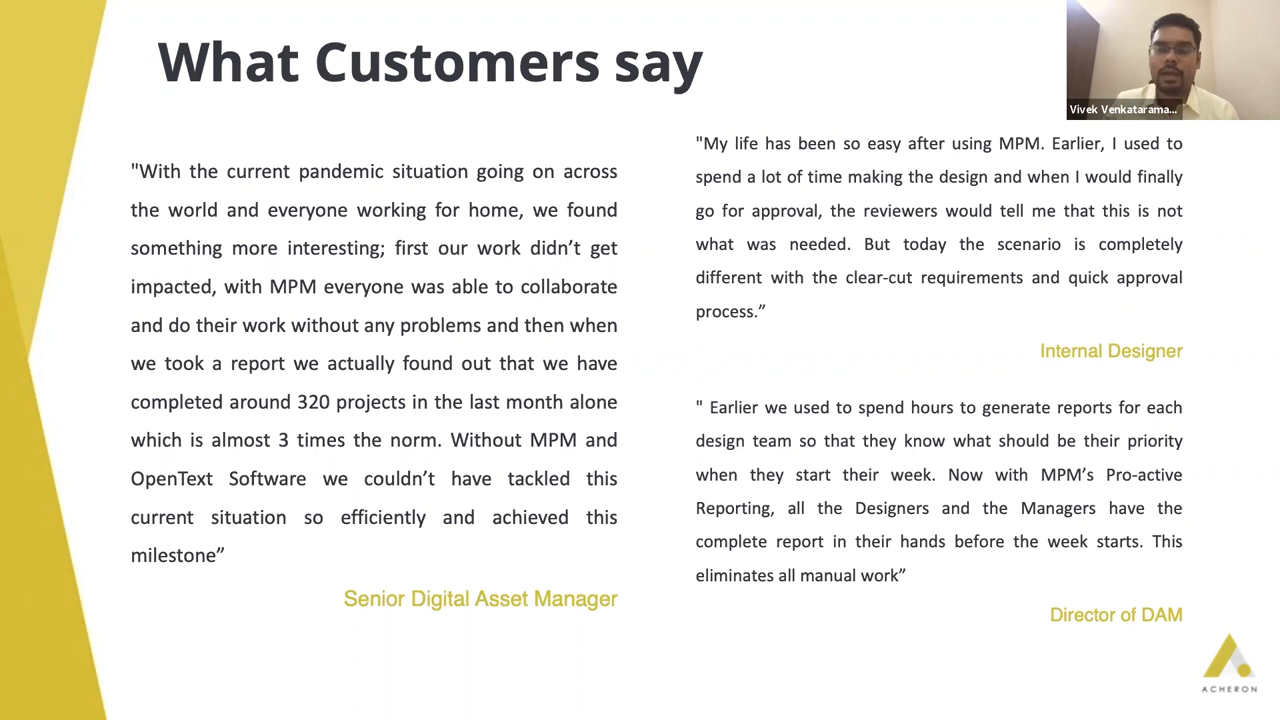 What Customers say
Vivek Venkatarama...
"With the current pandemic situation going on across
the world and everyone working for home, we found
something more interesting; first our work didn’t get
impacted, with MPM everyone was able to collaborate
and do their work without any problems and then when
we took a report we actually found out that we have
completed around 320 projects in the last month alone
which is almost 3 times the norm. Without MPM and
OpenText Software we couldn’t have tackled this
current situation so efficiently and achieved this
milestone”
Senior Digital Asset Manager
"My life has been so easy after using MPM. Earlier, I used to
spend a lot of time making the design and when I would finally
go for approval, the reviewers would tell me that this is not
what was needed. But today the scenario is completely
different with the clear-cut requirements and quick approval
process.”
Internal Designer
" Earlier we used to spend hours to generate reports for each
design team so that they know what should be their priority
when they start their week. Now with MPM’s Pro-active
Reporting, all the Designers and the Managers have the
complete report in their hands before the week starts. This
eliminates all manual work”
Director of DAM
ACHERON